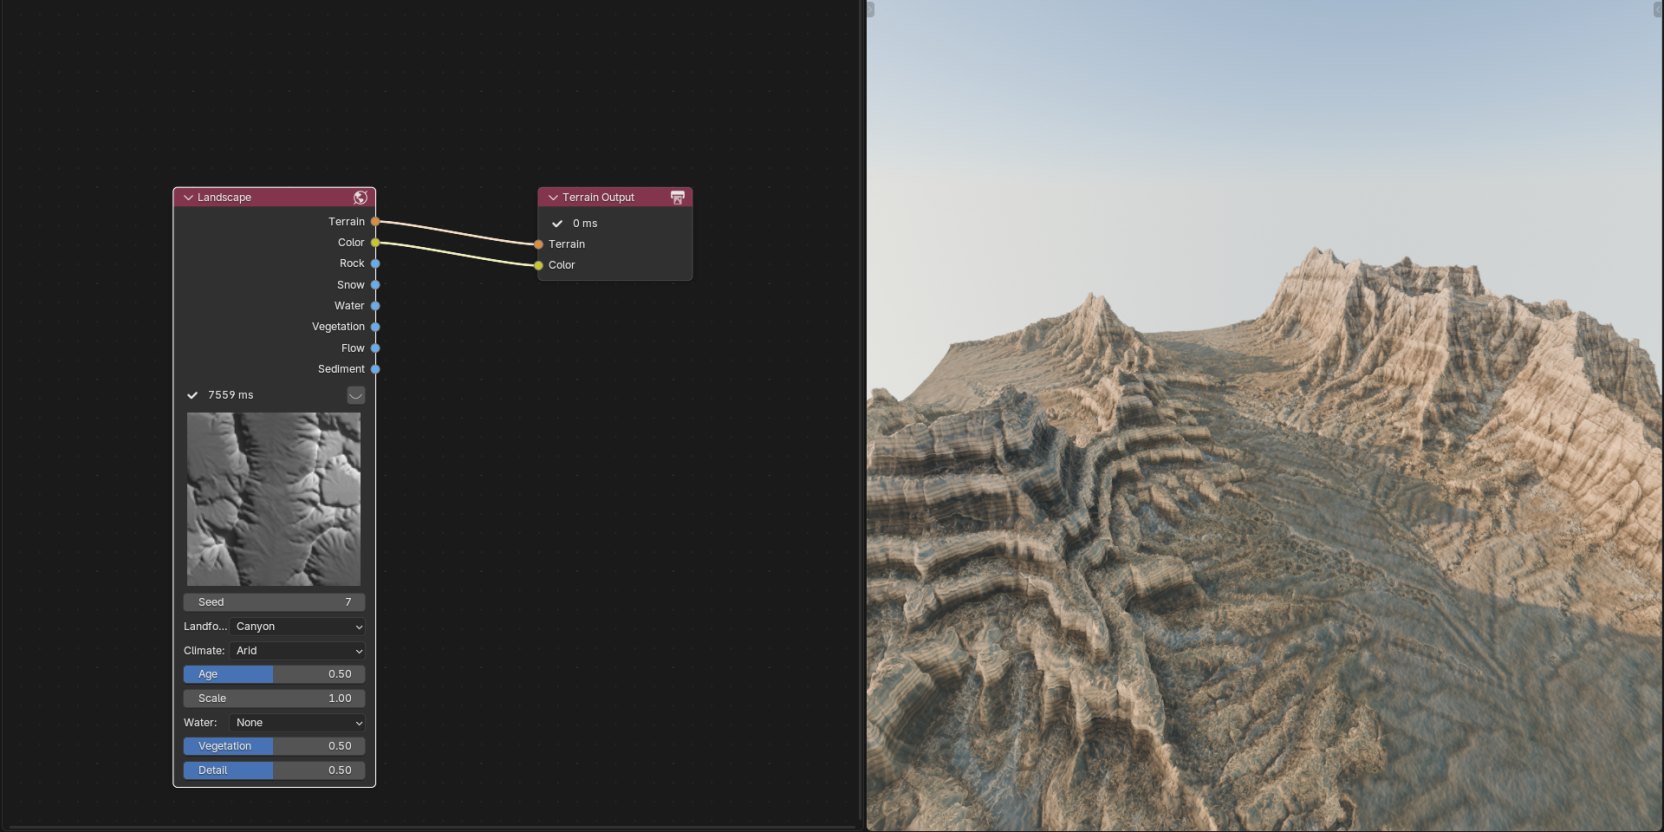 Landscape
Terrain
Color
Rock
Snow
Water
Vegetation
Flow
Sediment
7559 ms
Seed 7
Landfo... Canyon
Climate: Arid
Age 0.50
Scale 1.00
Water: None
Vegetation 0.50
Detail 0.50
Terrain Output
0 ms
Terrain
Color